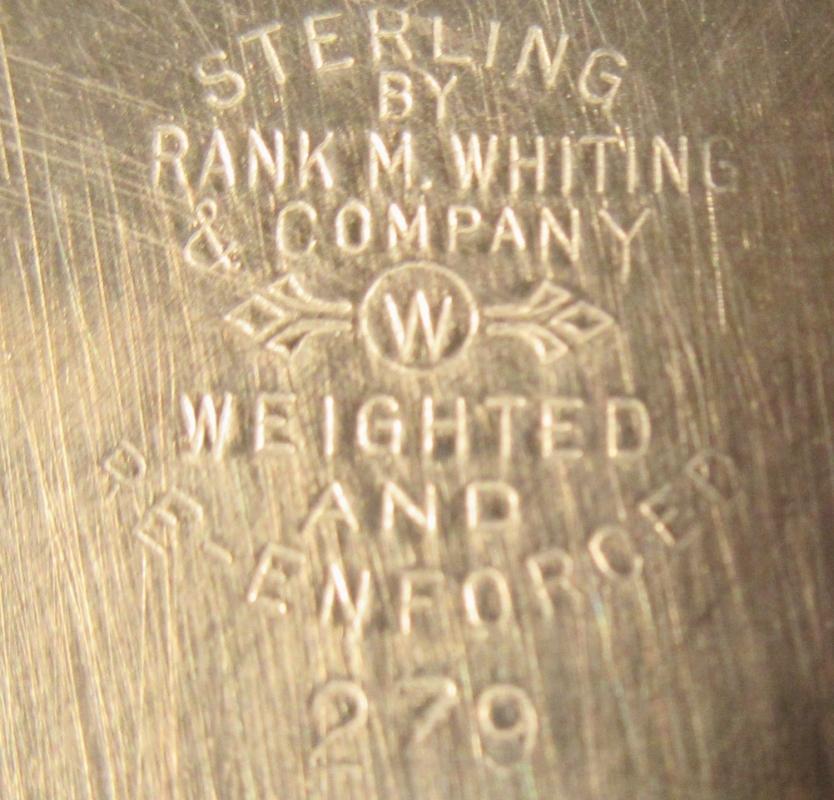 STERLING
BY
RANK M. WHITING
& COMPANY
W
WEIGHTED
AND
RE-ENFORCED
279